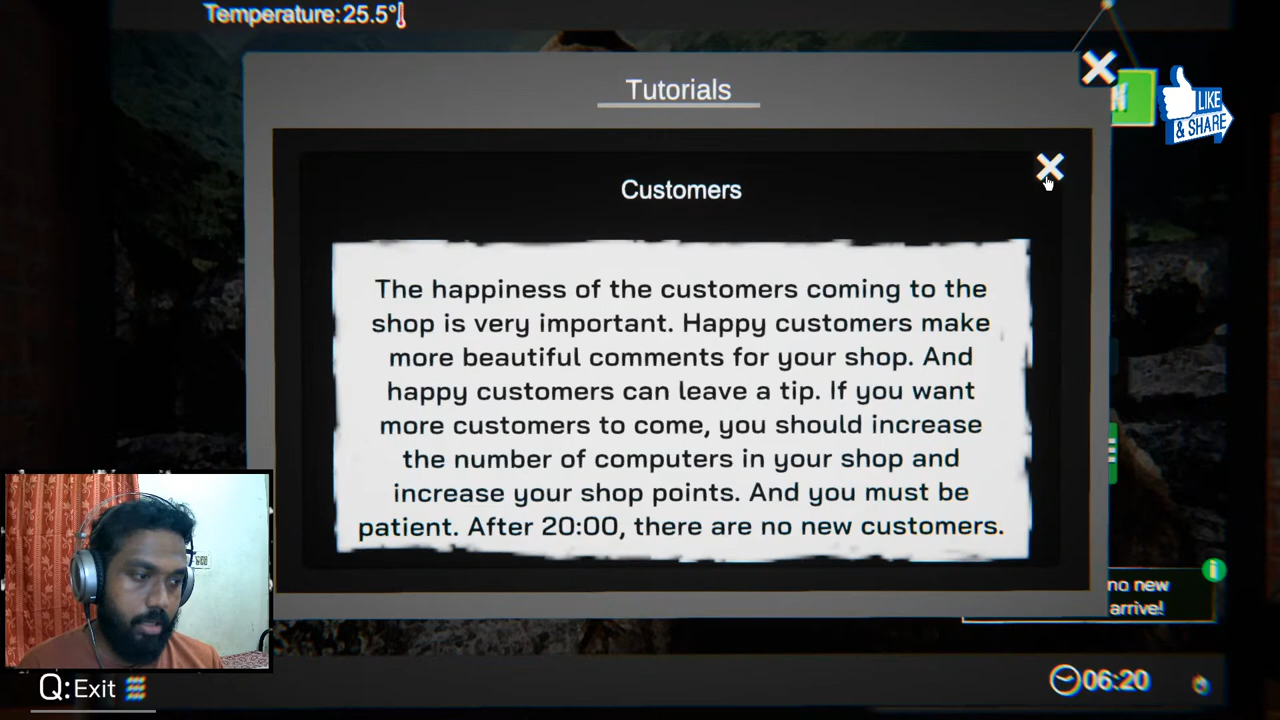 Temperature:25.5°
Tutorials
LIKE
& SHARE
Customers
The happiness of the customers coming to the
shop is very important. Happy customers make
more beautiful comments for your shop. And
happy customers can leave a tip. If you want
more customers to come, you should increase
the number of computers in your shop and
increase your shop points. And you must be
patient. After 20:00, there are no new customers.
no new
arrive!
Q:Exit
06:20